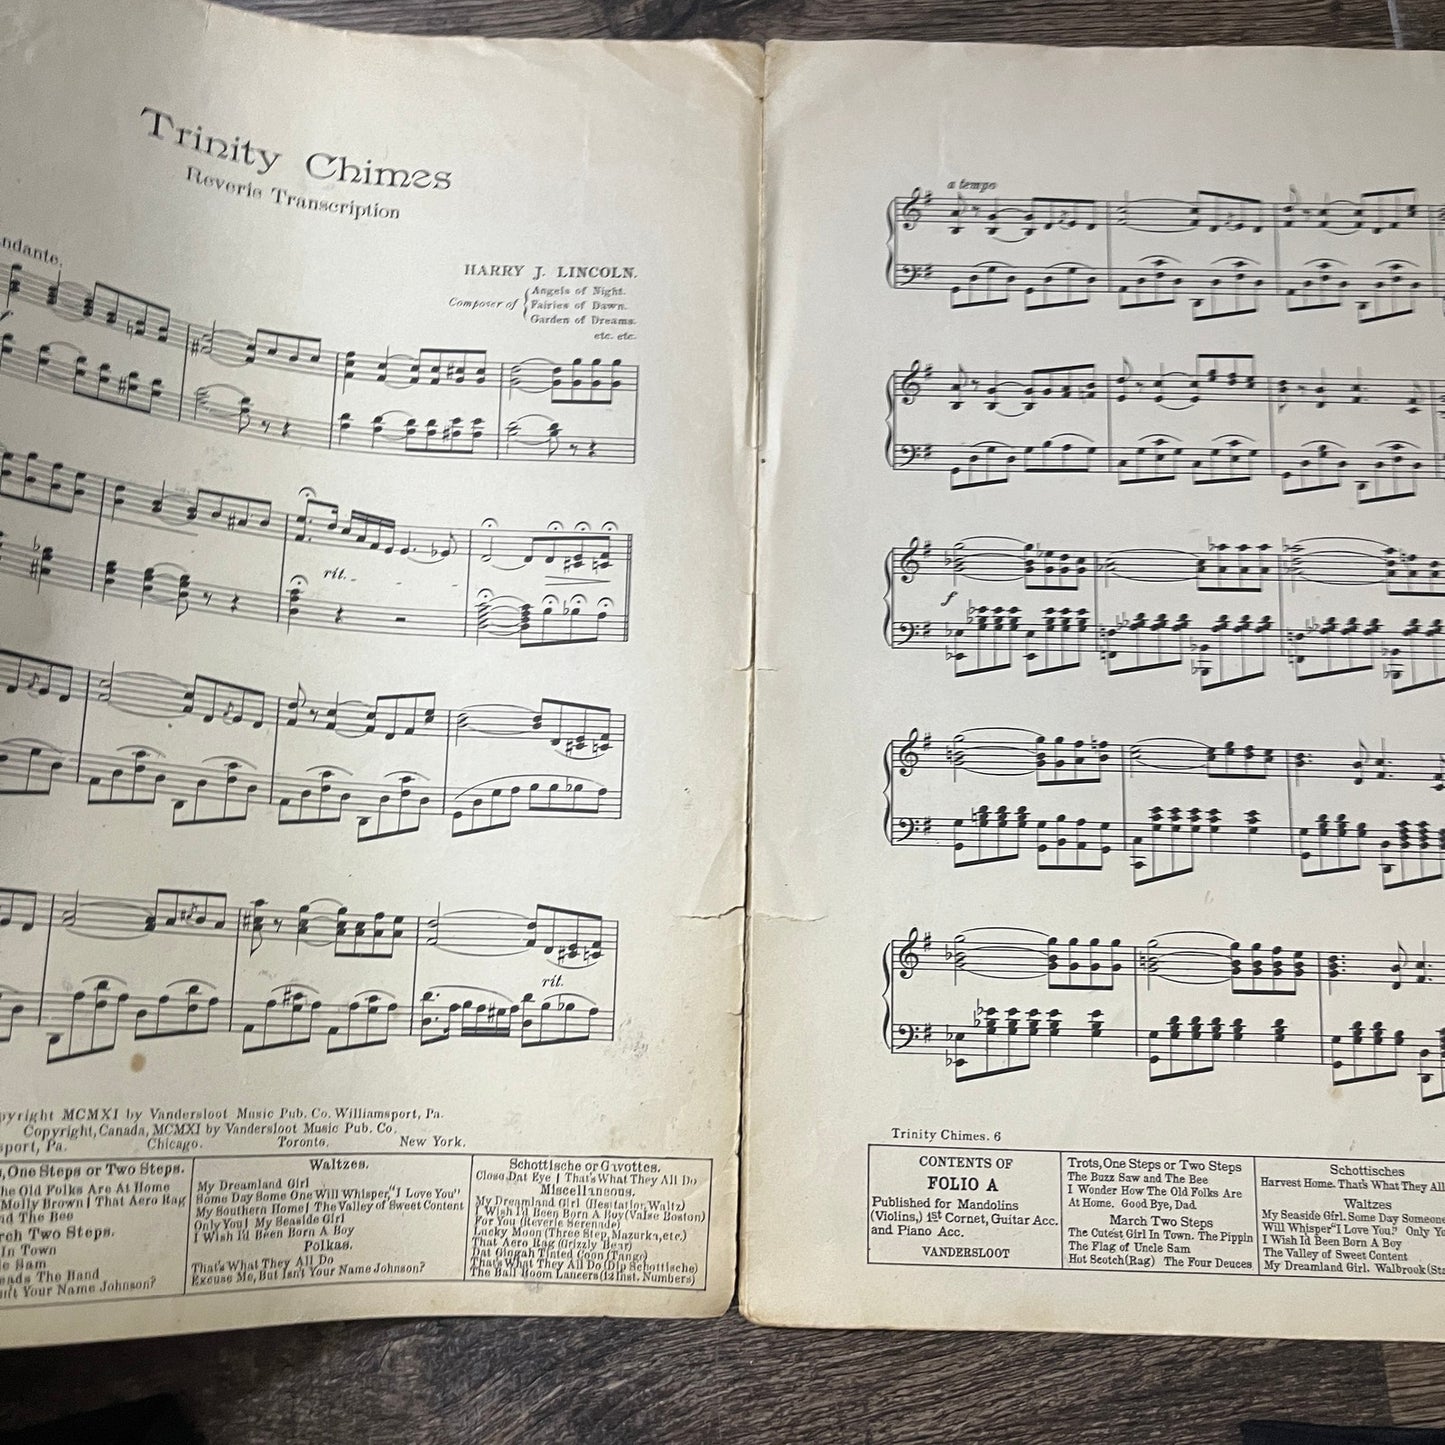 Trinity Chimes
Reverie Transcription
ndante.
HARRY J. LINCOLN.
Composer of
Angels of Night.
Fairies of Dawn.
Garden of Dreams.
etc. etc.
f
rit.
rit.
pyright MCMXI by Vandersloot Music Pub. Co. Williamsport, Pa.
Copyright, Canada, MCMXI by Vandersloot Music Pub. Co.
sport, Pa. Chicago. Toronto. New York.
, One Steps or Two Steps.
he Old Folks Are At Home
Molly Brown | That Aero Rag
nd The Bee
rch Two Steps.
In Town
le Sam
eads The Band
n't Your Name Johnson?
Waltzes.
My Dreamland Girl
Some Day Some One Will Whisper, "I Love You"
My Southern Home | The Valley of Sweet Content
Only You | My Seaside Girl
I Wish I'd Been Born A Boy
Polkas.
That's What They All Do
Excuse Me, But Isn't Your Name Johnson?
Schottische or Gavottes.
Close Dat Eye | That's What They All Do
Miscellaneous.
My Dreamland Girl (Hesitation Waltz)
I Wish I'd Been Born A Boy (Valse Boston)
For You (Reverie Serenade)
Lucky Moon (Three Step, Mazurka, etc.)
That Aero Rag (Grizzly Bear)
Dat Gingah Tinted Coon (Tango)
That's What They All Do (Dip Schottische)
The Ball Room Lancers (12 Inst. Numbers)
a tempo
f
Trinity Chimes. 6
CONTENTS OF
FOLIO A
Published for Mandolins
(Violins,) 1st Cornet, Guitar Acc.
and Piano Acc.
VANDERSLOOT
Trots, One Steps or Two Steps
The Buzz Saw and The Bee
I Wonder How The Old Folks Are
At Home. Good Bye, Dad
March Two Steps
The Cutest Girl In Town. The Pippin
The Flag of Uncle Sam
Hot Scotch (Rag) The Four Deuces
Schottisches
Harvest Home. That's What They All
Waltzes
My Seaside Girl. Some Day Someone
Will Whisper "I Love You." Only Yo
I Wish Id Been Born A Boy
The Valley of Sweet Content
My Dreamland Girl. Walbrook (Sta